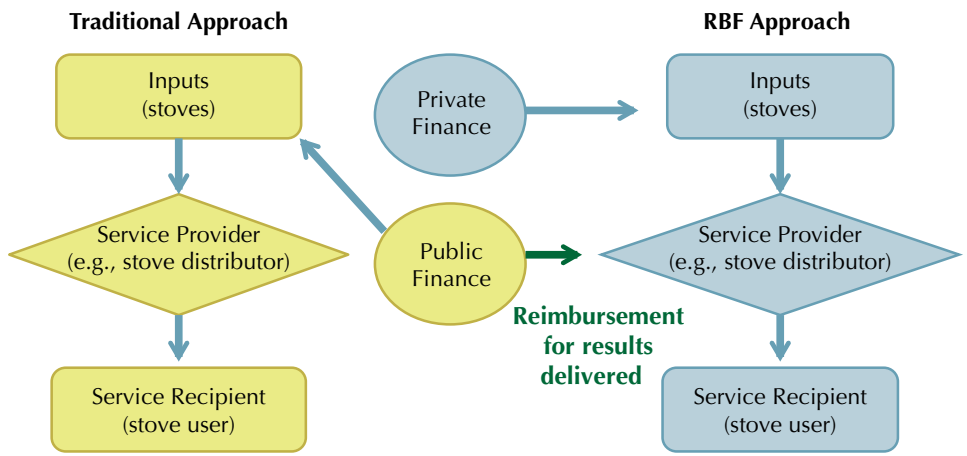 Traditional Approach
RBF Approach
Inputs
(stoves)
Private
Finance
Inputs
(stoves)
Service Provider
(e.g., stove distributor)
Public
Finance
Service Provider
(e.g., stove distributor)
Reimbursement
for results
delivered
Service Recipient
(stove user)
Service Recipient
(stove user)